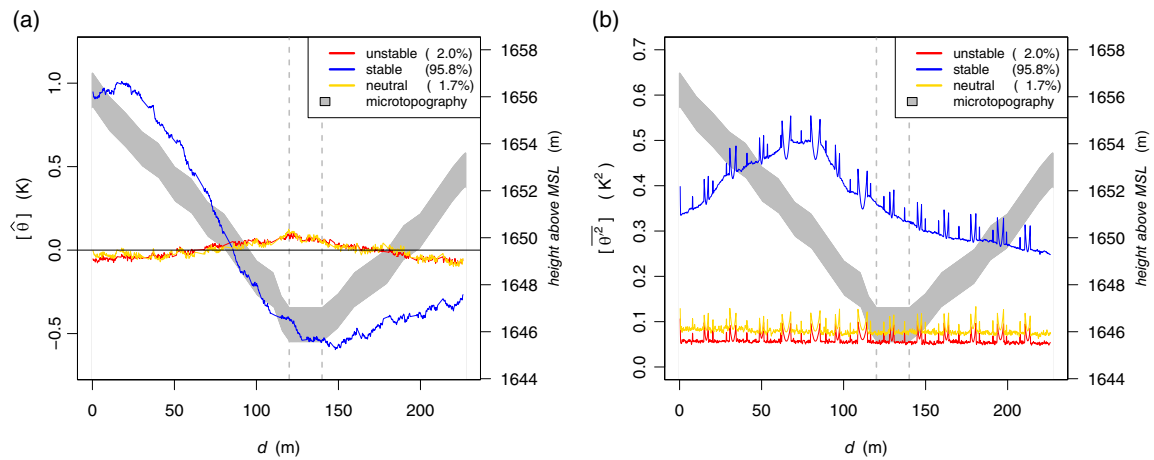 (a)
unstable ( 2.0%)
stable (95.8%)
neutral ( 1.7%)
microtopography
[ θ̂ ] (K)
1.0
0.5
0.0
−0.5
0
50
100
150
200
d (m)
1658
1656
1654
1652
1650
1648
1646
1644
height above MSL (m)
(b)
unstable ( 2.0%)
stable (95.8%)
neutral ( 1.7%)
microtopography
[ θ'² ] (K²)
0.7
0.6
0.5
0.4
0.3
0.2
0.1
0.0
0
50
100
150
200
d (m)
1658
1656
1654
1652
1650
1648
1646
1644
height above MSL (m)